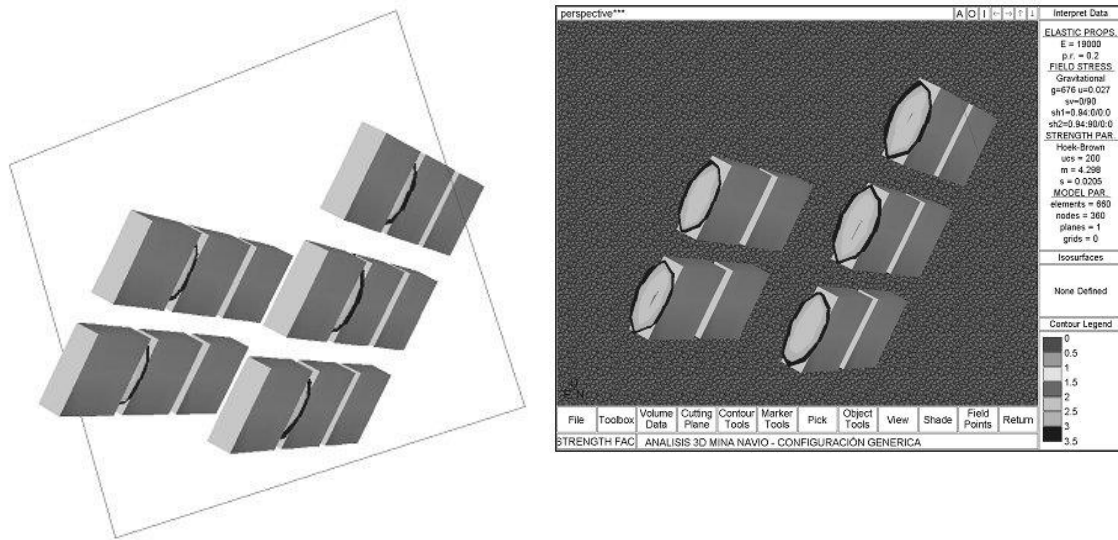 perspective***
A O I ← → ↑ ↓
Interpret Data
ELASTIC PROPS.
E = 19000
p.r. = 0.2
FIELD STRESS
Gravitational
g=676 u=0.027
sv=0/90
sh1=0.94:0/0:0
sh2=0.94:90/0:0
STRENGTH PAR.
Hoek-Brown
ucs = 200
m = 4.298
s = 0.0205
MODEL PAR.
elements = 660
nodes = 360
planes = 1
grids = 0
Isosurfaces
None Defined
Contour Legend
0
0.5
1
1.5
2
2.5
3
3.5
File Toolbox Volume Data Cutting Plane Contour Tools Marker Tools Pick Object Tools View Shade Field Points Return
STRENGTH FAC ANALISIS 3D MINA NAVIO - CONFIGURACIÓN GENERICA